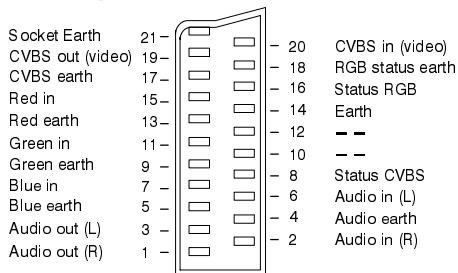 Socket Earth 21
CVBS out (video) 19
CVBS earth 17
Red in 15
Red earth 13
Green in 11
Green earth 9
Blue in 7
Blue earth 5
Audio out (L) 3
Audio out (R) 1
20 CVBS in (video)
18 RGB status earth
16 Status RGB
14 Earth
12 – –
10 – –
8 Status CVBS
6 Audio in (L)
4 Audio earth
2 Audio in (R)